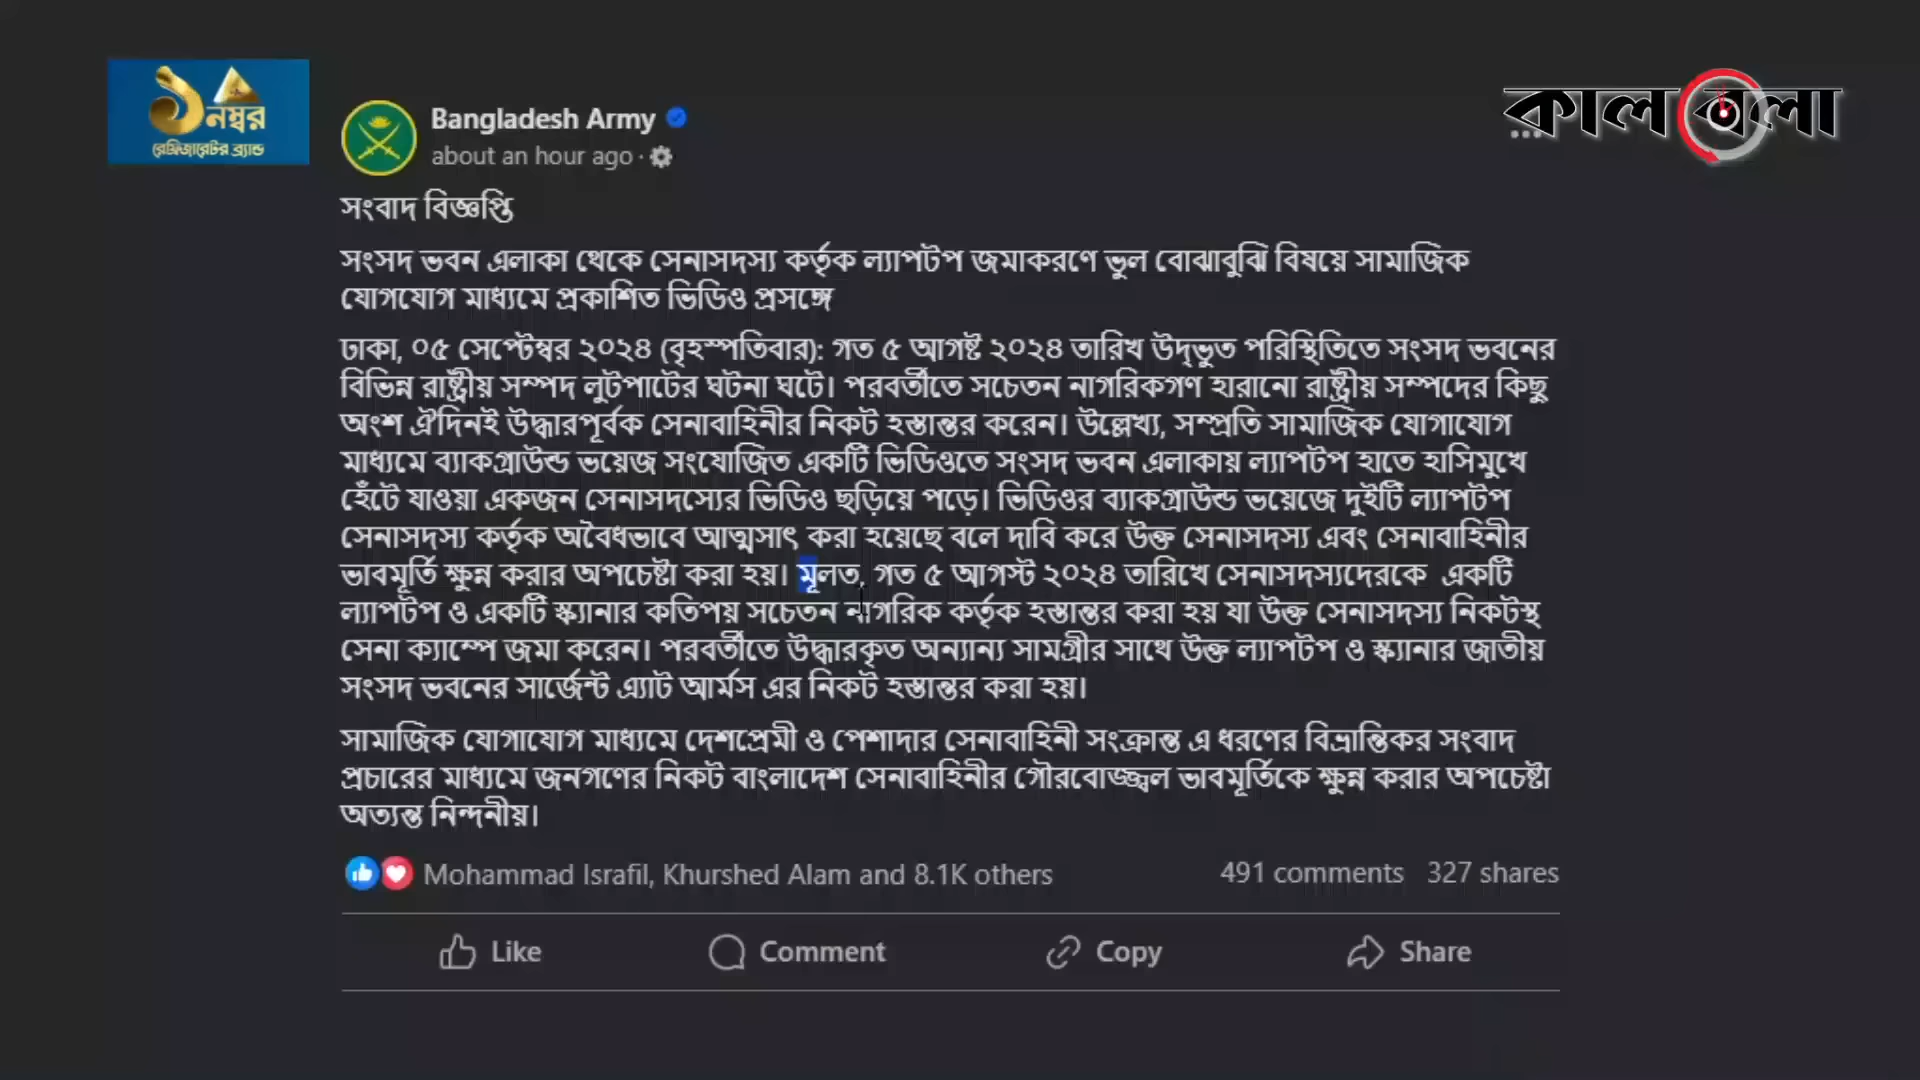 ১ নম্বর
রেফ্রিজারেটর ব্র্যান্ড
কালবেলা
Bangladesh Army
about an hour ago ·
সংবাদ বিজ্ঞপ্তি
সংসদ ভবন এলাকা থেকে সেনাসদস্য কর্তৃক ল্যাপটপ জমাকরণে ভুল বোঝাবুঝি বিষয়ে সামাজিক
যোগযোগ মাধ্যমে প্রকাশিত ভিডিও প্রসঙ্গে
ঢাকা, ০৫ সেপ্টেম্বর ২০২৪ (বৃহস্পতিবার): গত ৫ আগষ্ট ২০২৪ তারিখ উদ্ভুত পরিস্থিতিতে সংসদ ভবনের
বিভিন্ন রাষ্ট্রীয় সম্পদ লুটপাটের ঘটনা ঘটে। পরবর্তীতে সচেতন নাগরিকগণ হারানো রাষ্ট্রীয় সম্পদের কিছু
অংশ ঐদিনই উদ্ধারপূর্বক সেনাবাহিনীর নিকট হস্তান্তর করেন। উল্লেখ্য, সম্প্রতি সামাজিক যোগাযোগ
মাধ্যমে ব্যাকগ্রাউন্ড ভয়েজ সংযোজিত একটি ভিডিওতে সংসদ ভবন এলাকায় ল্যাপটপ হাতে হাসিমুখে
হেঁটে যাওয়া একজন সেনাসদস্যের ভিডিও ছড়িয়ে পড়ে। ভিডিওর ব্যাকগ্রাউন্ড ভয়েজে দুইটি ল্যাপটপ
সেনাসদস্য কর্তৃক অবৈধভাবে আত্মসাৎ করা হয়েছে বলে দাবি করে উক্ত সেনাসদস্য এবং সেনাবাহিনীর
ভাবমূর্তি ক্ষুন্ন করার অপচেষ্টা করা হয়। মূলত, গত ৫ আগস্ট ২০২৪ তারিখে সেনাসদস্যদেরকে একটি
ল্যাপটপ ও একটি স্ক্যানার কতিপয় সচেতন নাগরিক কর্তৃক হস্তান্তর করা হয় যা উক্ত সেনাসদস্য নিকটস্থ
সেনা ক্যাম্পে জমা করেন। পরবর্তীতে উদ্ধারকৃত অন্যান্য সামগ্রীর সাথে উক্ত ল্যাপটপ ও স্ক্যানার জাতীয়
সংসদ ভবনের সার্জেন্ট এ্যাট আর্মস এর নিকট হস্তান্তর করা হয়।
সামাজিক যোগাযোগ মাধ্যমে দেশপ্রেমী ও পেশাদার সেনাবাহিনী সংক্রান্ত এ ধরণের বিভ্রান্তিকর সংবাদ
প্রচারের মাধ্যমে জনগণের নিকট বাংলাদেশ সেনাবাহিনীর গৌরবোজ্জ্বল ভাবমূর্তিকে ক্ষুন্ন করার অপচেষ্টা
অত্যন্ত নিন্দনীয়।
Mohammad Israfil, Khurshed Alam and 8.1K others 491 comments 327 shares
Like Comment Copy Share